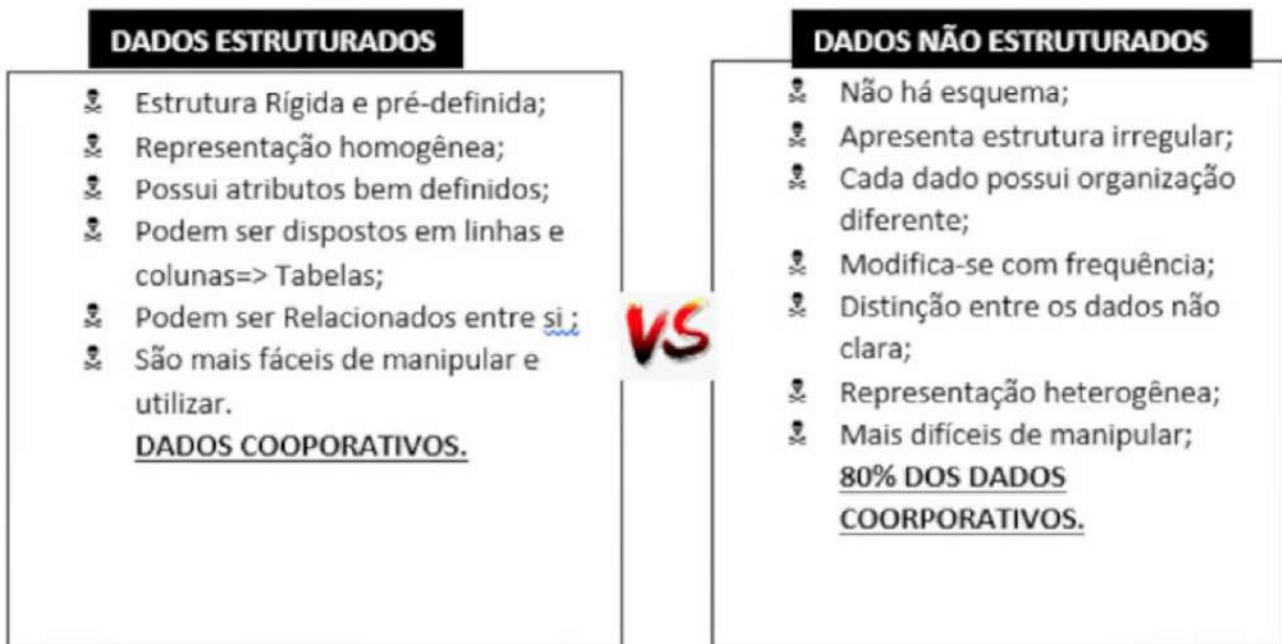 DADOS ESTRUTURADOS
Estrutura Rígida e pré-definida;
Representação homogênea;
Possui atributos bem definidos;
Podem ser dispostos em linhas e
colunas=> Tabelas;
Podem ser Relacionados entre si ;
São mais fáceis de manipular e
utilizar.
DADOS COOPORATIVOS.
VS
DADOS NÃO ESTRUTURADOS
Não há esquema;
Apresenta estrutura irregular;
Cada dado possui organização
diferente;
Modifica-se com frequência;
Distinção entre os dados não
clara;
Representação heterogênea;
Mais difíceis de manipular;
80% DOS DADOS
COORPORATIVOS.